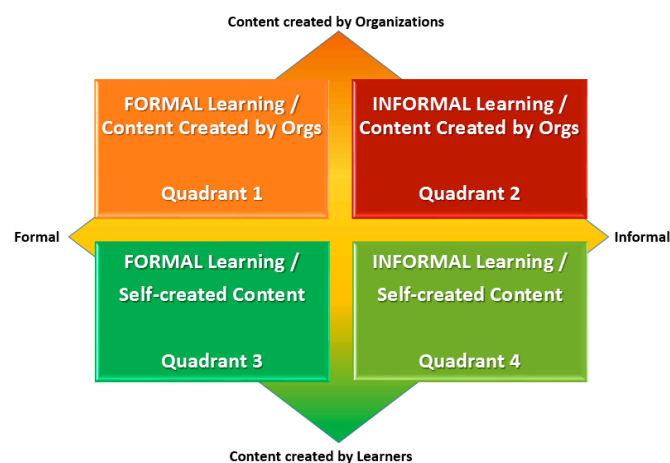 Content created by Organizations
FORMAL Learning /
Content Created by Orgs
Quadrant 1
INFORMAL Learning /
Content Created by Orgs
Quadrant 2
Formal
Informal
FORMAL Learning /
Self-created Content
Quadrant 3
INFORMAL Learning /
Self-created Content
Quadrant 4
Content created by Learners